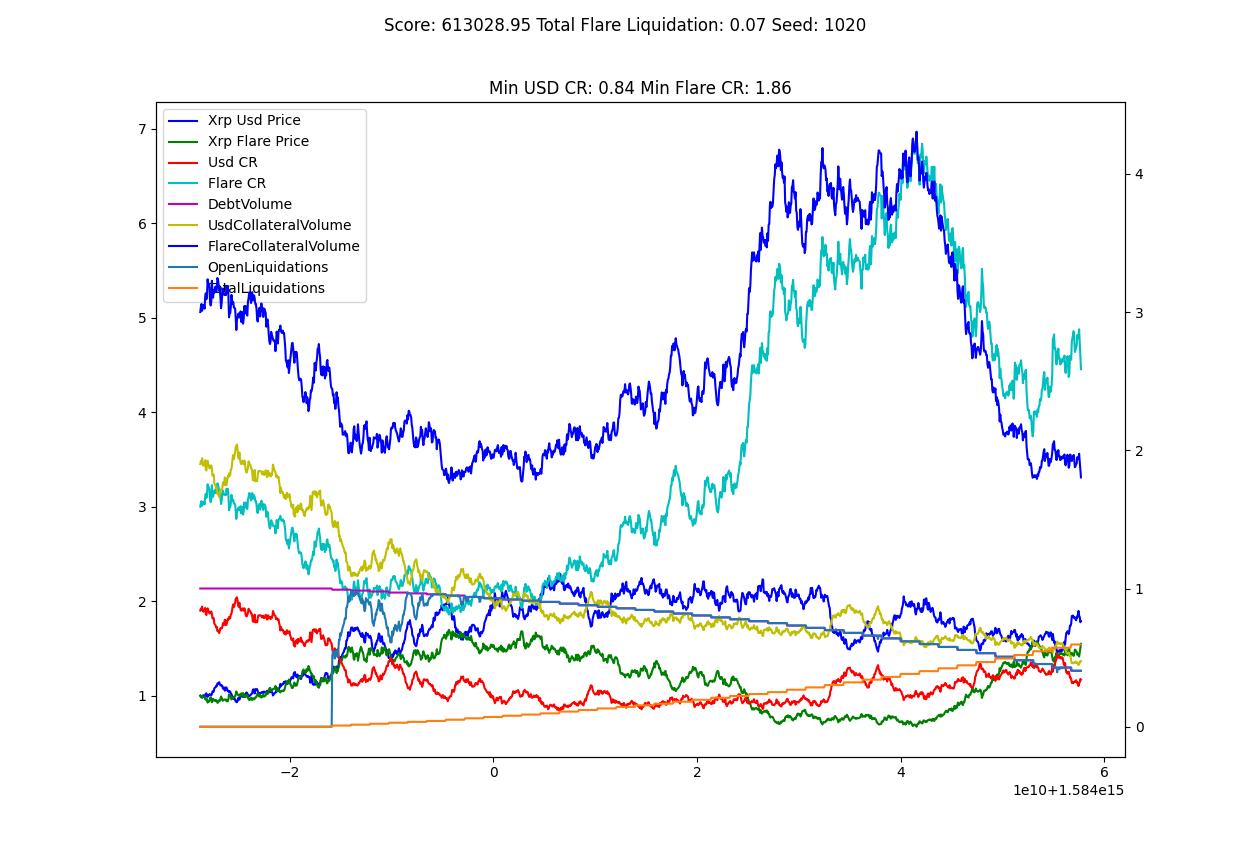 Score: 613028.95 Total Flare Liquidation: 0.07 Seed: 1020
Min USD CR: 0.84 Min Flare CR: 1.86
Xrp Usd Price
Xrp Flare Price
Usd CR
Flare CR
DebtVolume
UsdCollateralVolume
FlareCollateralVolume
OpenLiquidations
TotalLiquidations
7
6
5
4
3
2
1
4
3
2
1
0
−2
0
2
4
6
1e10+1.584e15